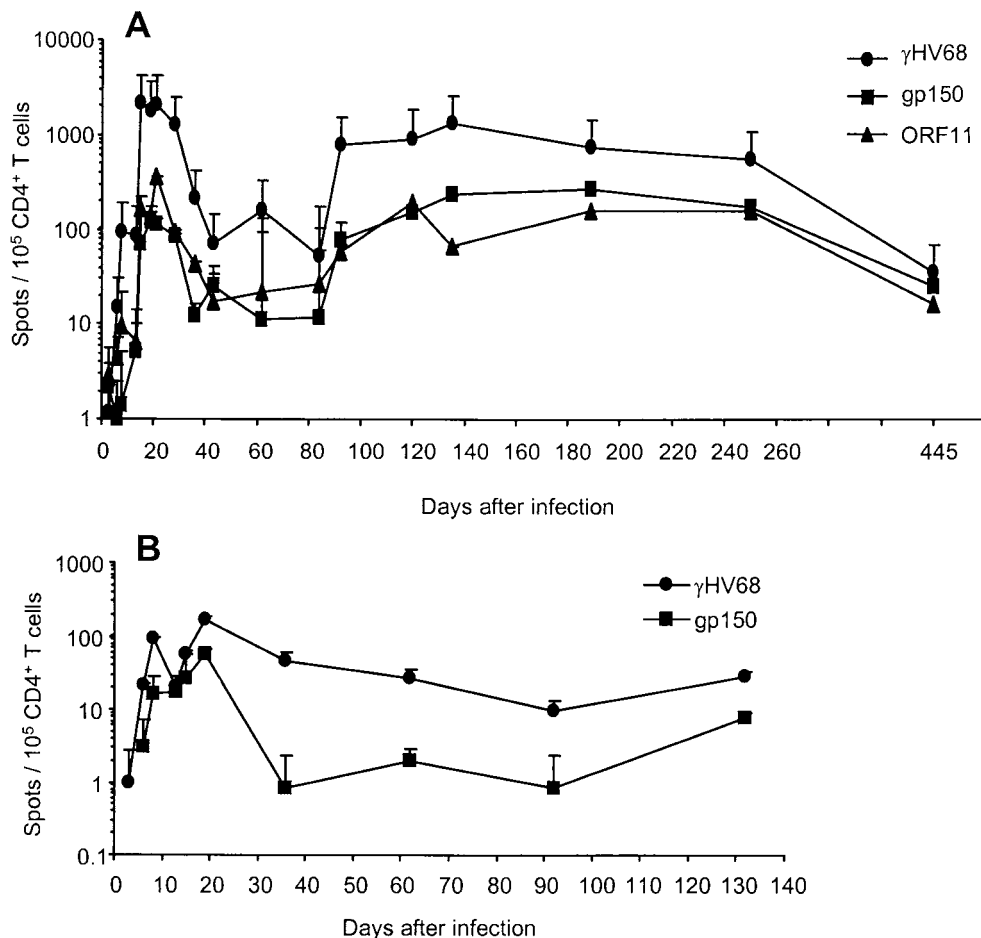 A
10000
1000
100
10
1
Spots / 10⁵ CD4⁺ T cells
γHV68
gp150
ORF11
0 20 40 60 80 100 120 140 160 180 200 220 240 260 445
Days after infection
B
1000
100
10
1
0.1
Spots / 10⁵ CD4⁺ T cells
γHV68
gp150
0 10 20 30 40 50 60 70 80 90 100 110 120 130 140
Days after infection